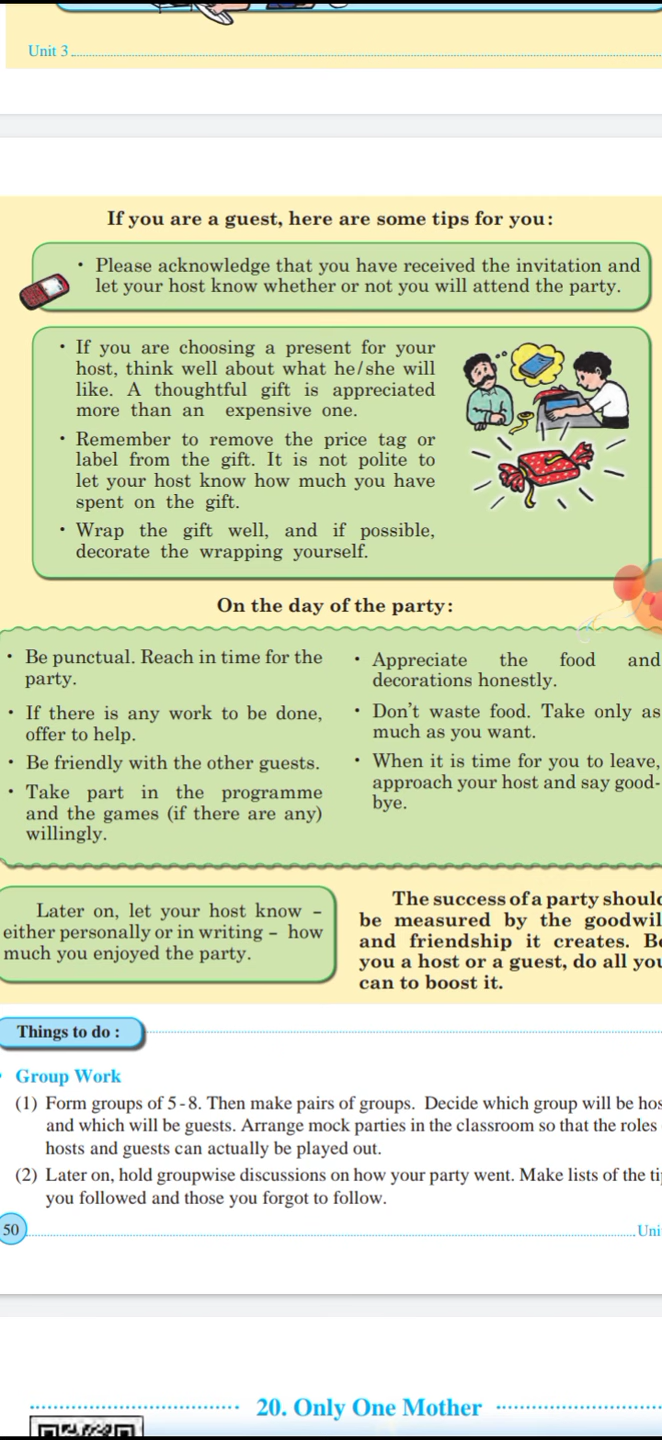 Unit 3
If you are a guest, here are some tips for you:
• Please acknowledge that you have received the invitation and
let your host know whether or not you will attend the party.
• If you are choosing a present for your
host, think well about what he/she will
like. A thoughtful gift is appreciated
more than an expensive one.
• Remember to remove the price tag or
label from the gift. It is not polite to
let your host know how much you have
spent on the gift.
• Wrap the gift well, and if possible,
decorate the wrapping yourself.
On the day of the party:
• Be punctual. Reach in time for the
party.
• If there is any work to be done,
offer to help.
• Be friendly with the other guests.
• Take part in the programme
and the games (if there are any)
willingly.
• Appreciate the food and
decorations honestly.
• Don't waste food. Take only as
much as you want.
• When it is time for you to leave,
approach your host and say good-
bye.
Later on, let your host know –
either personally or in writing – how
much you enjoyed the party.
The success of a party should
be measured by the goodwil
and friendship it creates. Be
you a host or a guest, do all you
can to boost it.
Things to do :
Group Work
(1) Form groups of 5-8. Then make pairs of groups. Decide which group will be hos
and which will be guests. Arrange mock parties in the classroom so that the roles
hosts and guests can actually be played out.
(2) Later on, hold groupwise discussions on how your party went. Make lists of the ti
you followed and those you forgot to follow.
50
Uni
20. Only One Mother